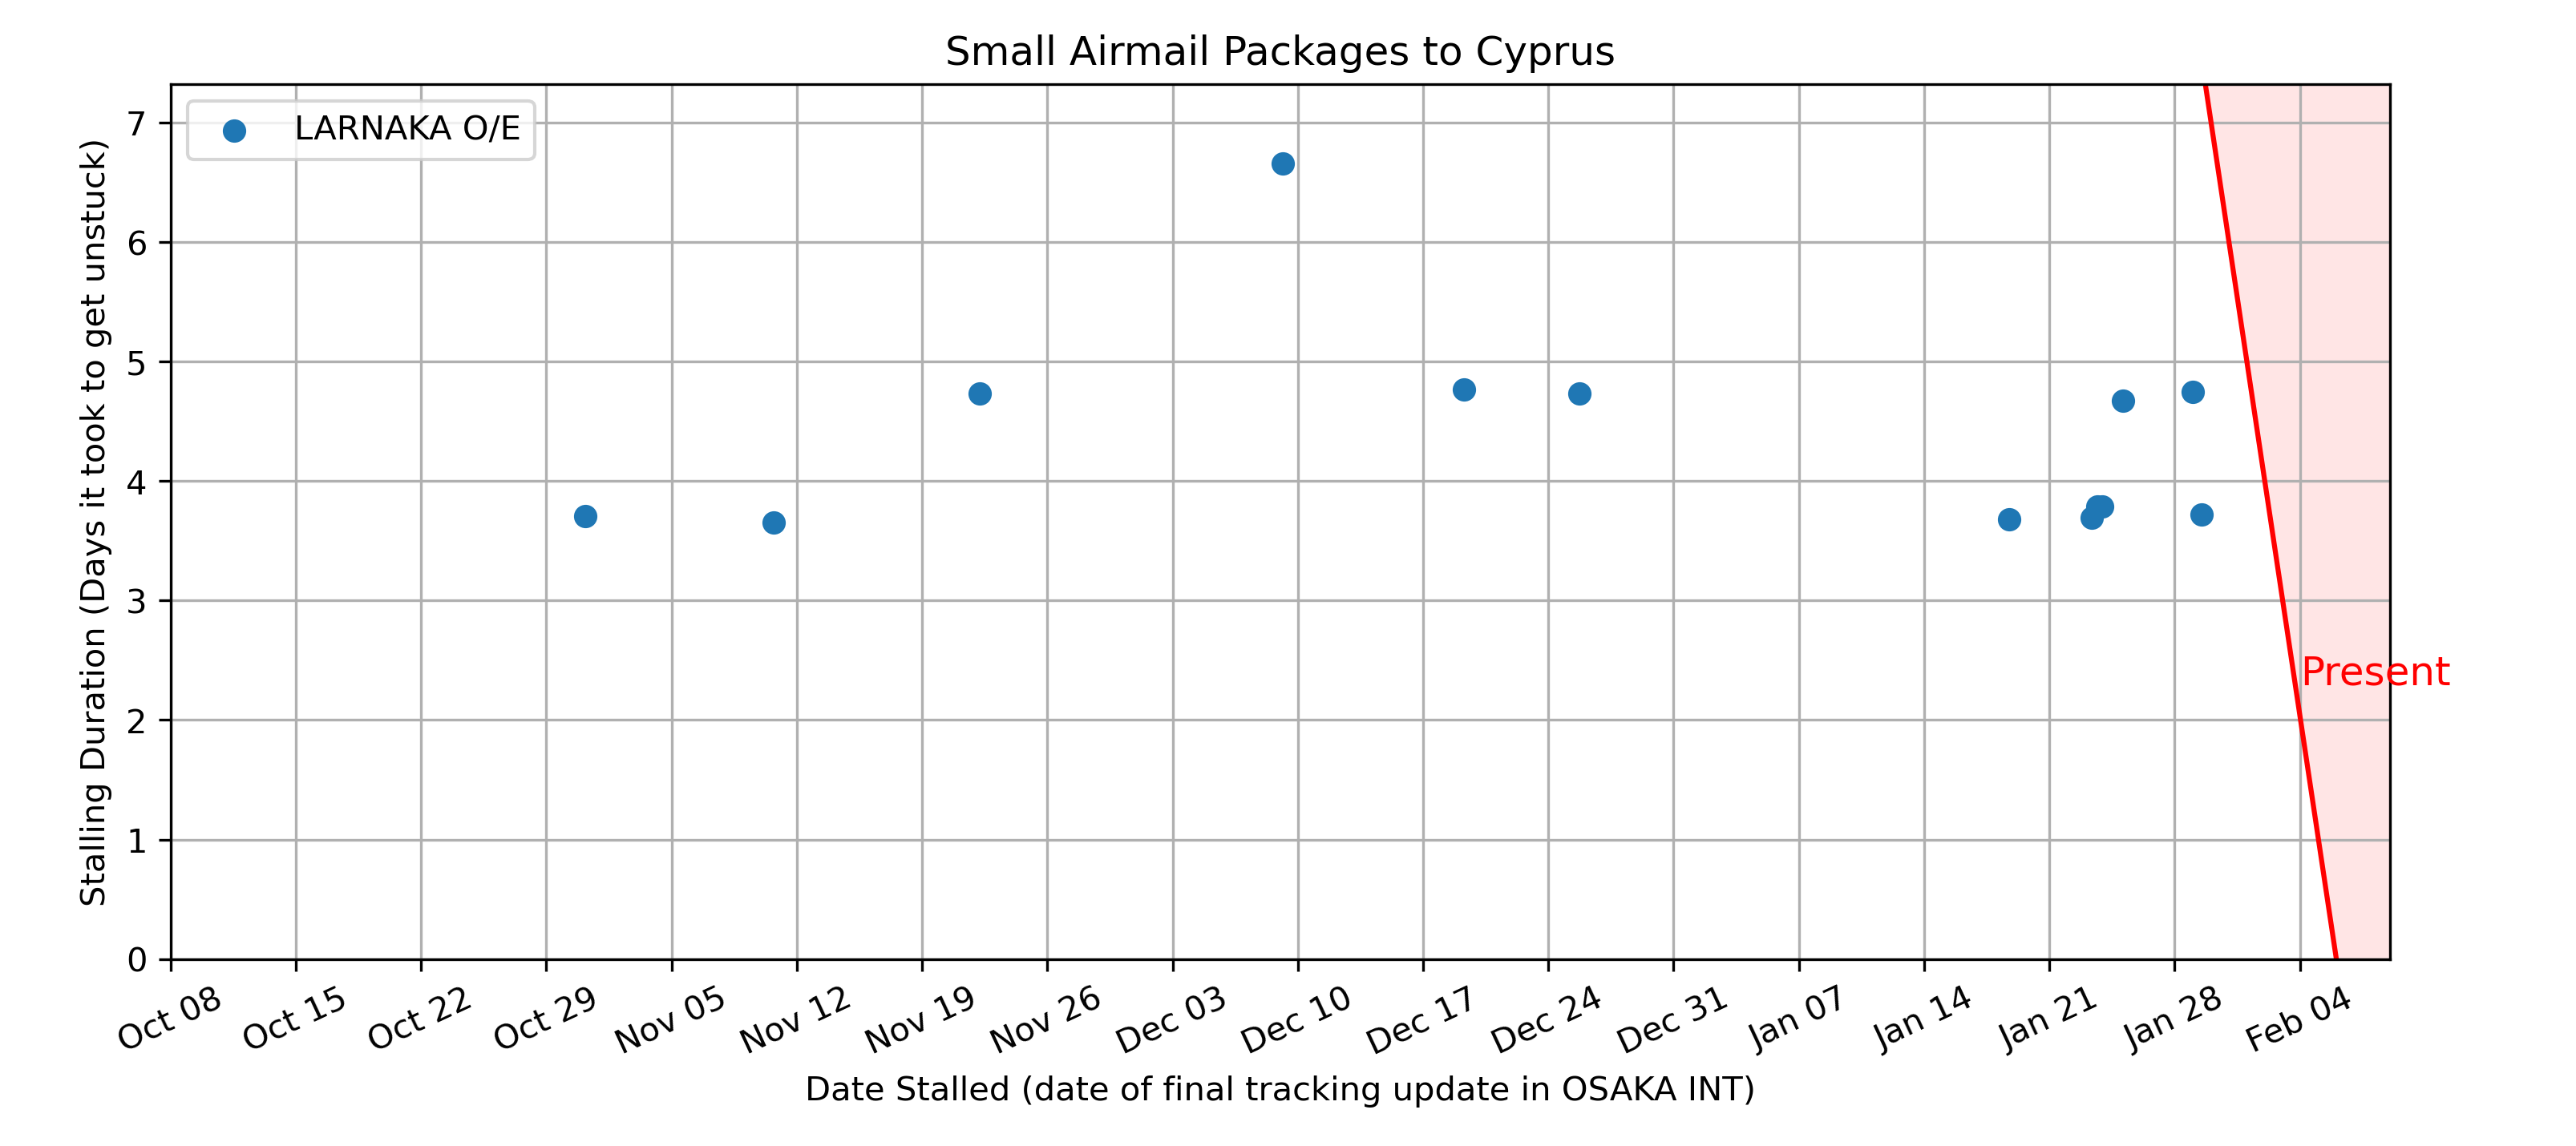 Small Airmail Packages to Cyprus
LARNAKA O/E
Stalling Duration (Days it took to get unstuck)
7
6
5
4
3
2
1
0
Present
Oct 08 Oct 15 Oct 22 Oct 29 Nov 05 Nov 12 Nov 19 Nov 26 Dec 03 Dec 10 Dec 17 Dec 24 Dec 31 Jan 07 Jan 14 Jan 21 Jan 28 Feb 04
Date Stalled (date of final tracking update in OSAKA INT)